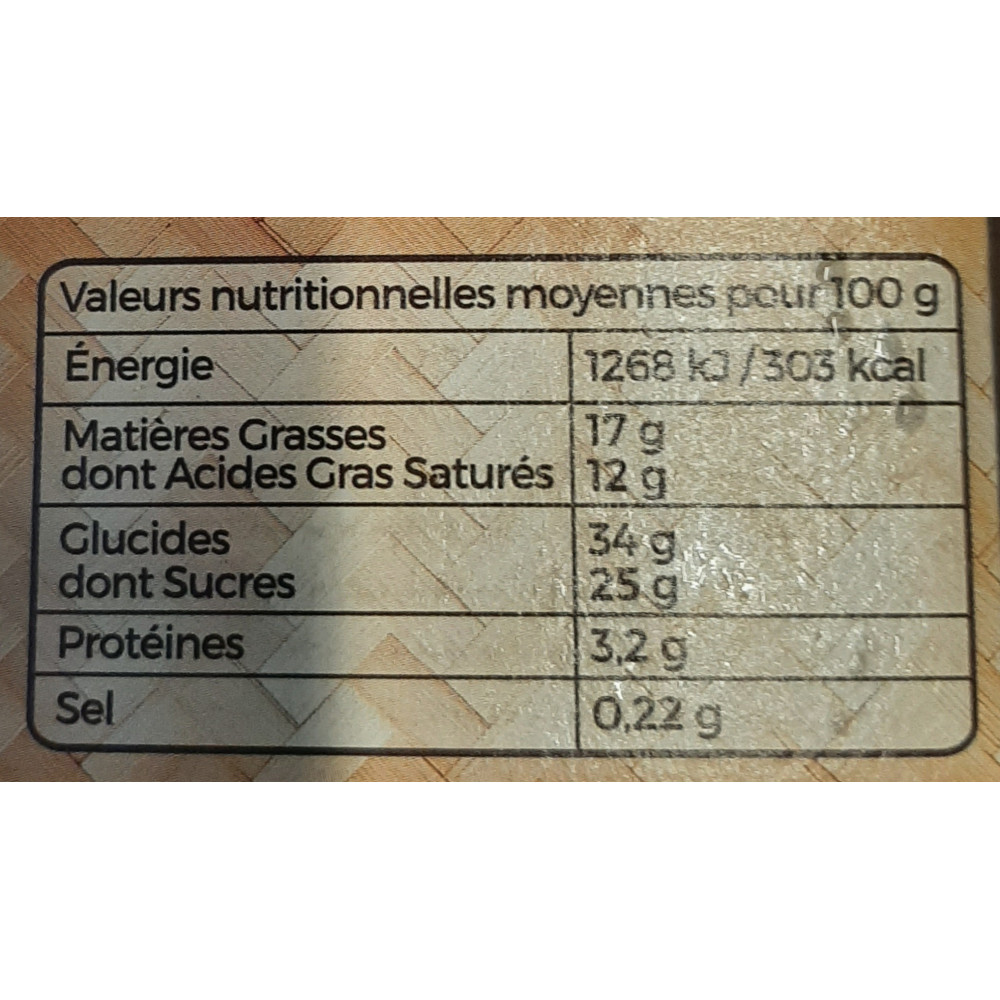 Valeurs nutritionnelles moyennes pour 100 g
Énergie 1268 kJ / 303 kcal
Matières Grasses 17 g
dont Acides Gras Saturés 12 g
Glucides 34 g
dont Sucres 25 g
Protéines 3,2 g
Sel 0,22 g